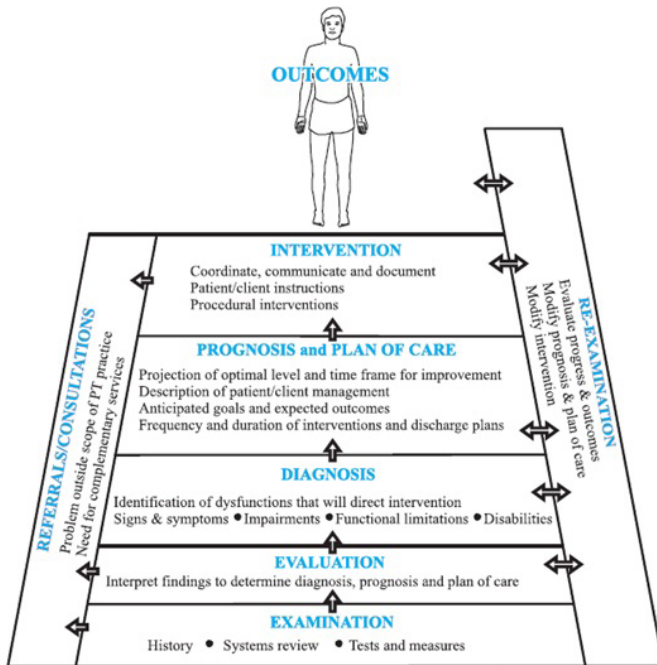 OUTCOMES
INTERVENTION
Coordinate, communicate and document
Patient/client instructions
Procedural interventions
PROGNOSIS and PLAN OF CARE
Projection of optimal level and time frame for improvement
Description of patient/client management
Anticipated goals and expected outcomes
Frequency and duration of interventions and discharge plans
DIAGNOSIS
Identification of dysfunctions that will direct intervention
Signs & symptoms ● Impairments ● Functional limitations ● Disabilities
EVALUATION
Interpret findings to determine diagnosis, prognosis and plan of care
EXAMINATION
History ● Systems review ● Tests and measures
REFERRALS/CONSULTATIONS
Problem outside scope of PT practice
Need for complementary services
RE-EXAMINATION
Evaluate progress & outcomes
Modify prognosis & plan of care
Modify intervention